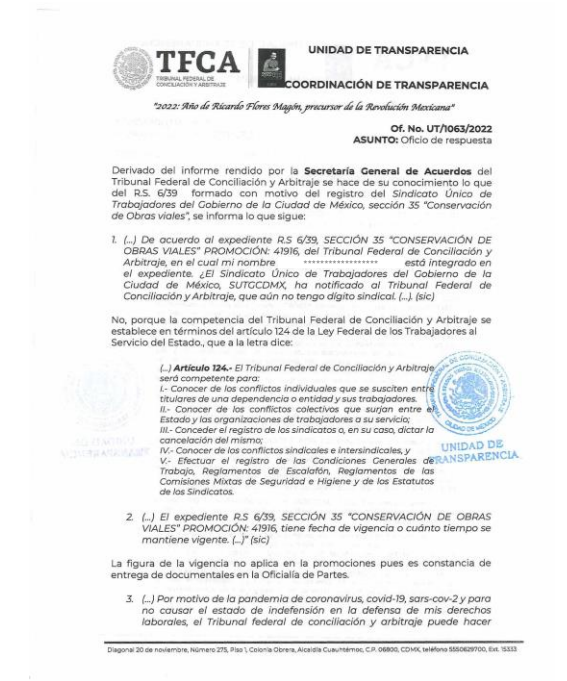 TFCA
TRIBUNAL FEDERAL DE
CONCILIACIÓN Y ARBITRAJE
UNIDAD DE TRANSPARENCIA
COORDINACIÓN DE TRANSPARENCIA
"2022: Año de Ricardo Flores Magón, precursor de la Revolución Mexicana"
Of. No. UT/1063/2022
ASUNTO: Oficio de respuesta
Derivado del informe rendido por la Secretaría General de Acuerdos del
Tribunal Federal de Conciliación y Arbitraje se hace de su conocimiento lo que
del R.S. 6/39 formado con motivo del registro del Sindicato Único de
Trabajadores del Gobierno de la Ciudad de México, sección 35 "Conservación
de Obras viales", se informa lo que sigue:
1. (...) De acuerdo al expediente R.S 6/39, SECCIÓN 35 "CONSERVACIÓN DE
OBRAS VIALES" PROMOCIÓN: 41916, del Tribunal Federal de Conciliación y
Arbitraje, en el cual mi nombre ------------------ está integrado en
el expediente. ¿El Sindicato Único de Trabajadores del Gobierno de la
Ciudad de México, SUTGCDMX, ha notificado al Tribunal Federal de
Conciliación y Arbitraje, que aún no tengo dígito sindical. (...). (sic)
No, porque la competencia del Tribunal Federal de Conciliación y Arbitraje se
establece en términos del artículo 124 de la Ley Federal de los Trabajadores al
Servicio del Estado., que a la letra dice:
(...) Artículo 124.- El Tribunal Federal de Conciliación y Arbitraje
será competente para:
I.- Conocer de los conflictos individuales que se susciten entre
titulares de una dependencia o entidad y sus trabajadores.
II.- Conocer de los conflictos colectivos que surjan entre el
Estado y las organizaciones de trabajadores a su servicio;
III.- Conceder el registro de los sindicatos o, en su caso, dictar la
cancelación del mismo;
IV.- Conocer de los conflictos sindicales e intersindicales, y
V.- Efectuar el registro de las Condiciones Generales de
Trabajo, Reglamentos de Escalafón, Reglamentos de las
Comisiones Mixtas de Seguridad e Higiene y de los Estatutos
de los Sindicatos.
UNIDAD DE
TRANSPARENCIA
2. (...) El expediente R.S 6/39, SECCIÓN 35 "CONSERVACIÓN DE OBRAS
VIALES" PROMOCIÓN: 41916, tiene fecha de vigencia o cuánto tiempo se
mantiene vigente. (...)" (sic)
La figura de la vigencia no aplica en la promociones pues es constancia de
entrega de documentales en la Oficialía de Partes.
3. (...) Por motivo de la pandemia de coronavirus, covid-19, sars-cov-2 y para
no causar el estado de indefensión en la defensa de mis derechos
laborales, el Tribunal federal de conciliación y arbitraje puede hacer
Diagonal 20 de noviembre, Número 275, Piso 1, Colonia Obrera, Alcaldía Cuauhtémoc, C.P. 06800, CDMX, teléfono 5550629700, Ext. 15333